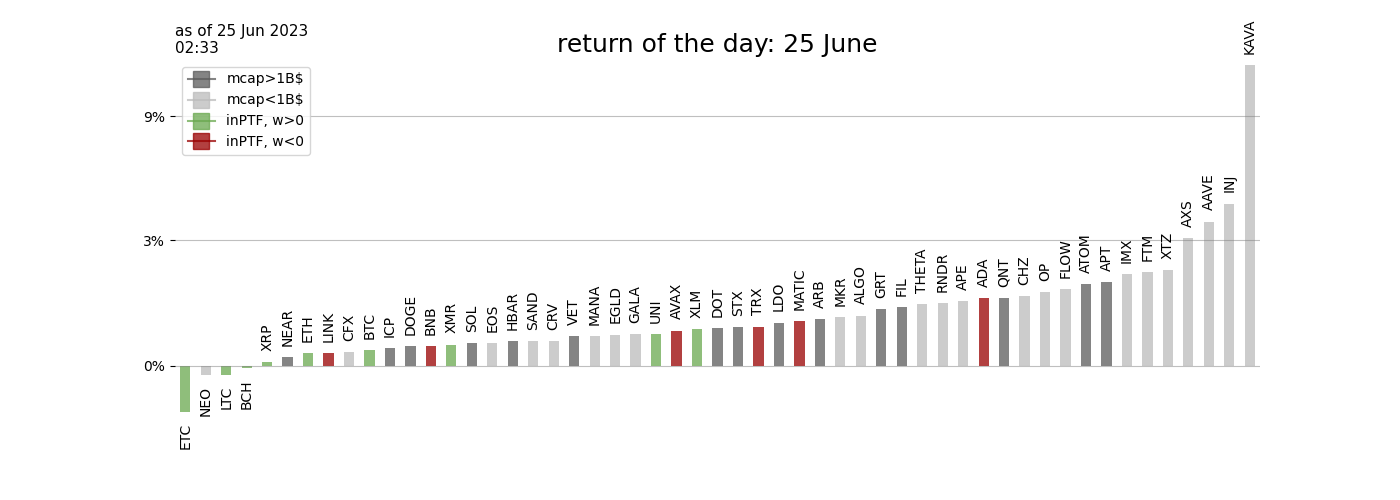 as of 25 Jun 2023
02:33
return of the day: 25 June
mcap>1B$
mcap<1B$
inPTF, w>0
inPTF, w<0
9%
3%
0%
ETC
NEO
LTC
BCH
XRP
NEAR
ETH
LINK
CFX
BTC
ICP
DOGE
BNB
XMR
SOL
EOS
HBAR
SAND
CRV
VET
MANA
EGLD
GALA
UNI
AVAX
XLM
DOT
STX
TRX
LDO
MATIC
ARB
MKR
ALGO
GRT
FIL
THETA
RNDR
APE
ADA
QNT
CHZ
OP
FLOW
ATOM
APT
IMX
FTM
XTZ
AXS
AAVE
INJ
KAVA